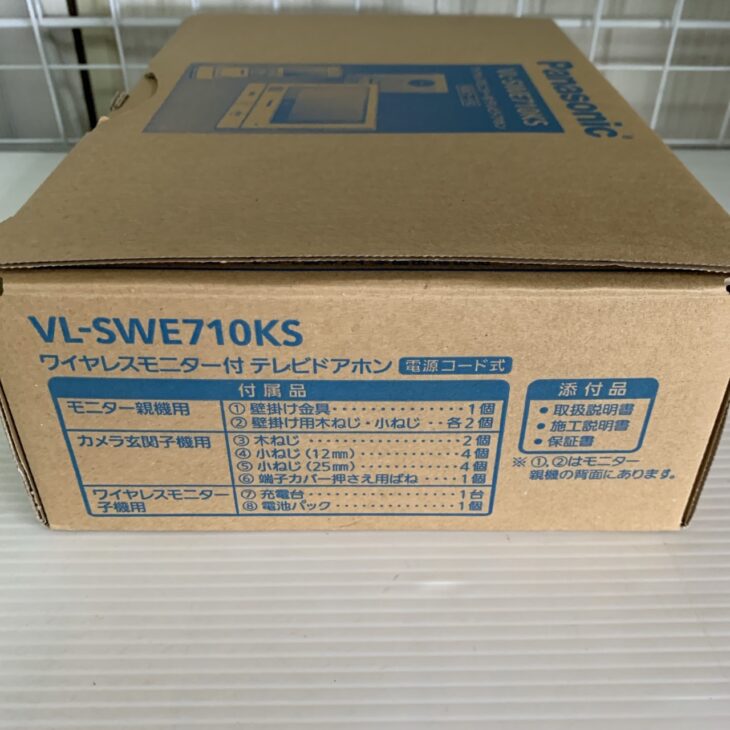 Panasonic
VL-SWE710KS
VL-SWE710KS
ワイヤレスモニター付 テレビドアホン 電源コード式
付属品
モニター親機用
① 壁掛け金具・・・・・・・・・・・・・1個
② 壁掛け用木ねじ・小ねじ・・各2個
カメラ玄関子機用
③ 木ねじ・・・・・・・・・・・・・・・・2個
④ 小ねじ(12mm)・・・・・・・・・・4個
⑤ 小ねじ(25mm)・・・・・・・・・・4個
⑥ 端子カバー押さえ用ばね・・・・1個
ワイヤレスモニター
子機用
⑦ 充電台・・・・・・・・・・・・・・・・1台
⑧ 電池パック・・・・・・・・・・・・・1個
添付品
● 取扱説明書
● 施工説明書
● 保証書
※ ①、②はモニター
親機の背面にあります。